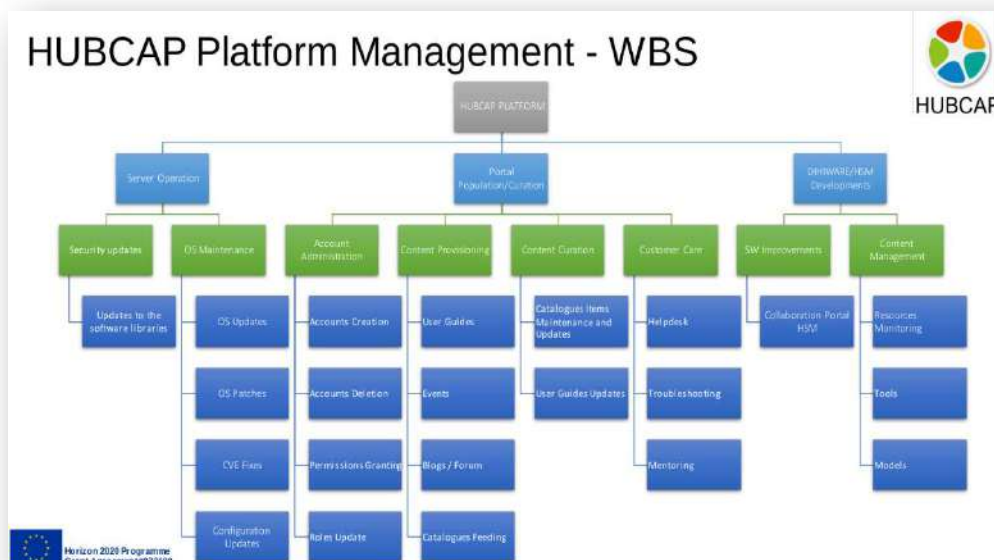 HUBCAP Platform Management - WBS
HUBCAP
HUBCAP PLATFORM
Server Operation
Portal
Population/Curation
DIHIWARE/HSM
Developments
Security updates
OS Maintenance
Account
Administration
Content Provisioning
Content Curation
Customer Care
SW Improvements
Content
Management
Updates to the
software libraries
OS Updates
Accounts Creation
User Guides
Catalogues Items
Maintenance and
Updates
Helpdesk
Collaboration Portal
HSM
Resources
Monitoring
OS Patches
Accounts Deletion
Events
User Guides Updates
Troubleshooting
Tools
CVE Fixes
Permissions Granting
Blogs / Forum
Mentoring
Models
Configuration
Updates
Roles Update
Catalogues Feeding
Horizon 2020 Programme